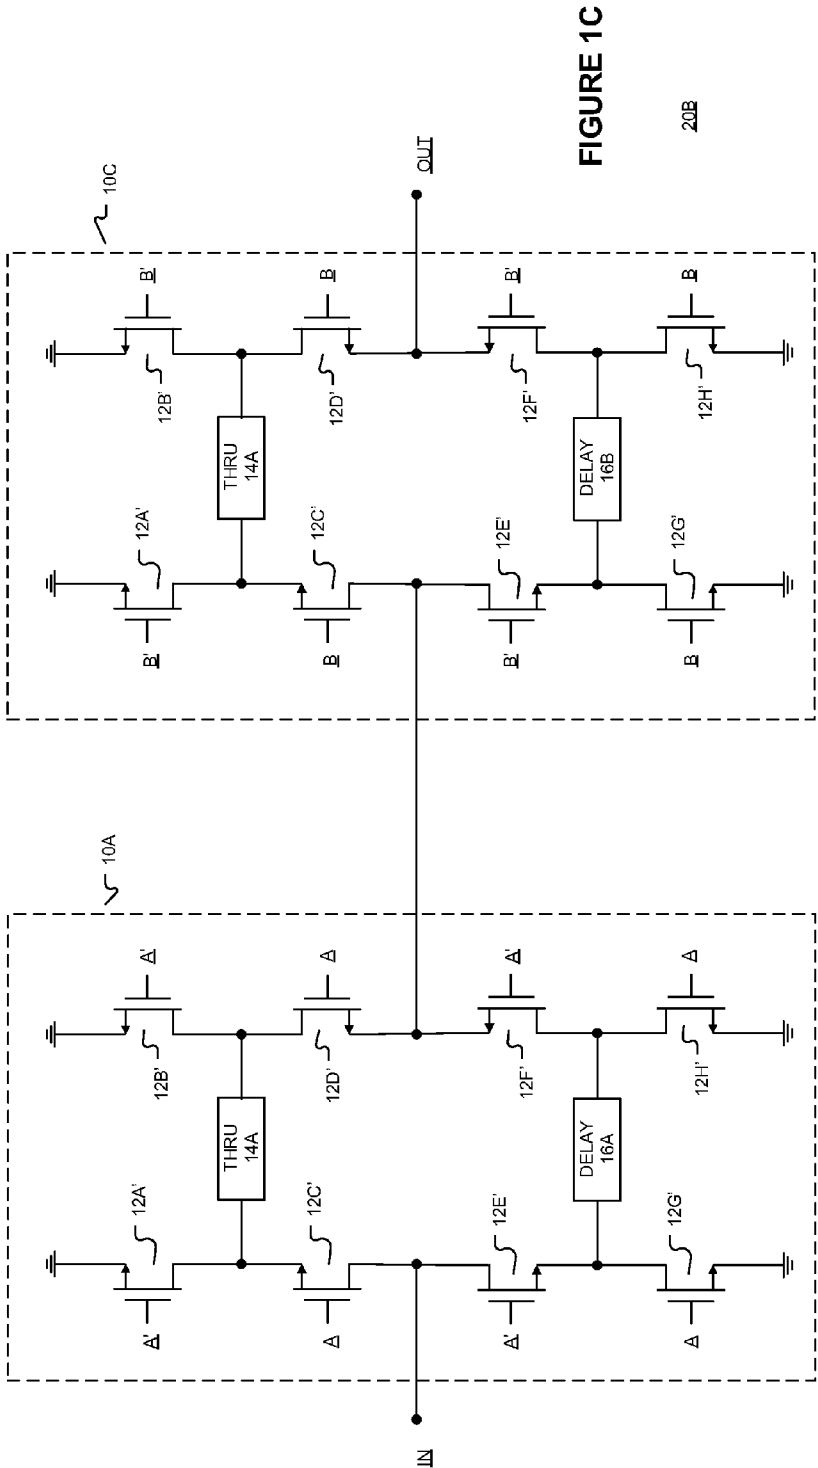 10A
10C
A'
12A'
12B'
A'
B'
12A'
12B'
B'
THRU
14A
THRU
14A
A
12C'
12D'
A
B
12C'
12D'
B
IN
OUT
A'
12E'
12F'
A'
B'
12E'
12F'
B'
DELAY
16A
DELAY
16B
A
12G'
12H'
A
B
12G'
12H'
B
FIGURE 1C
20B